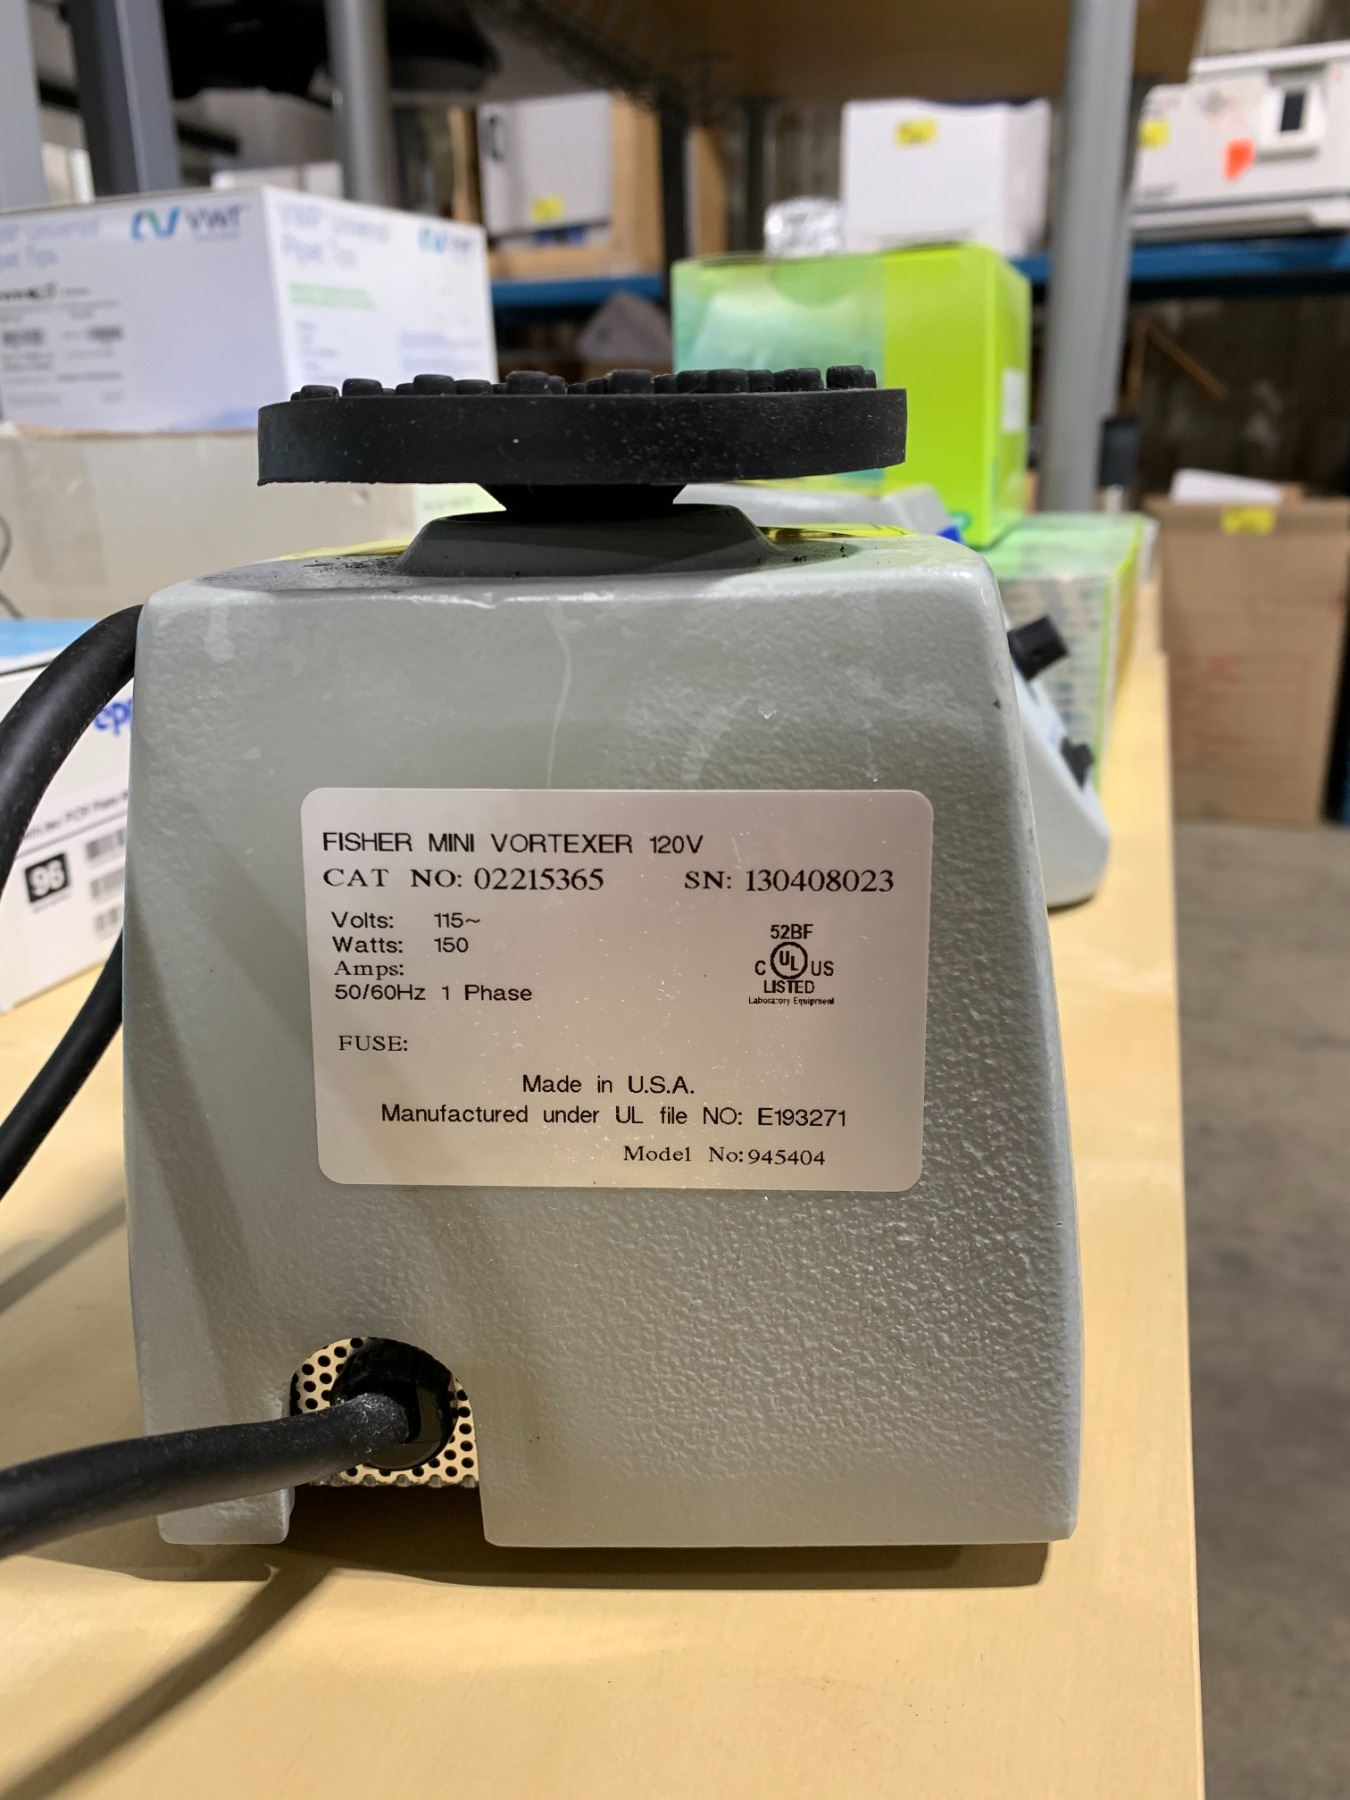 VWR
VWR
FISHER MINI VORTEXER 120V
CAT NO: 02215365 SN: 130408023
Volts: 115~
Watts: 150
Amps:
50/60Hz 1 Phase
52BF
C UL US
LISTED
Laboratory Equipment
FUSE:
Made in U.S.A.
Manufactured under UL file NO: E193271
Model No:945404
96